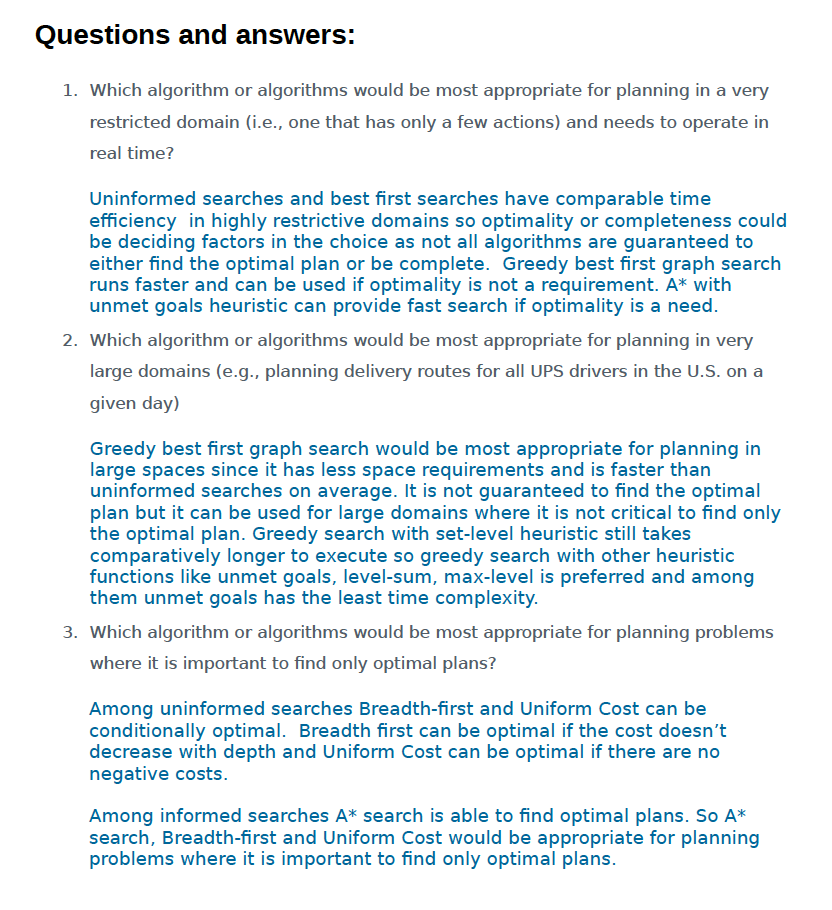 Questions and answers:
1. Which algorithm or algorithms would be most appropriate for planning in a very
restricted domain (i.e., one that has only a few actions) and needs to operate in
real time?
Uninformed searches and best first searches have comparable time
efficiency  in highly restrictive domains so optimality or completeness could
be deciding factors in the choice as not all algorithms are guaranteed to
either find the optimal plan or be complete.  Greedy best first graph search
runs faster and can be used if optimality is not a requirement. A* with
unmet goals heuristic can provide fast search if optimality is a need.
2. Which algorithm or algorithms would be most appropriate for planning in very
large domains (e.g., planning delivery routes for all UPS drivers in the U.S. on a
given day)
Greedy best first graph search would be most appropriate for planning in
large spaces since it has less space requirements and is faster than
uninformed searches on average. It is not guaranteed to find the optimal
plan but it can be used for large domains where it is not critical to find only
the optimal plan. Greedy search with set-level heuristic still takes
comparatively longer to execute so greedy search with other heuristic
functions like unmet goals, level-sum, max-level is preferred and among
them unmet goals has the least time complexity.
3. Which algorithm or algorithms would be most appropriate for planning problems
where it is important to find only optimal plans?
Among uninformed searches Breadth-first and Uniform Cost can be
conditionally optimal.  Breadth first can be optimal if the cost doesn’t
decrease with depth and Uniform Cost can be optimal if there are no
negative costs.
Among informed searches A* search is able to find optimal plans. So A*
search, Breadth-first and Uniform Cost would be appropriate for planning
problems where it is important to find only optimal plans.